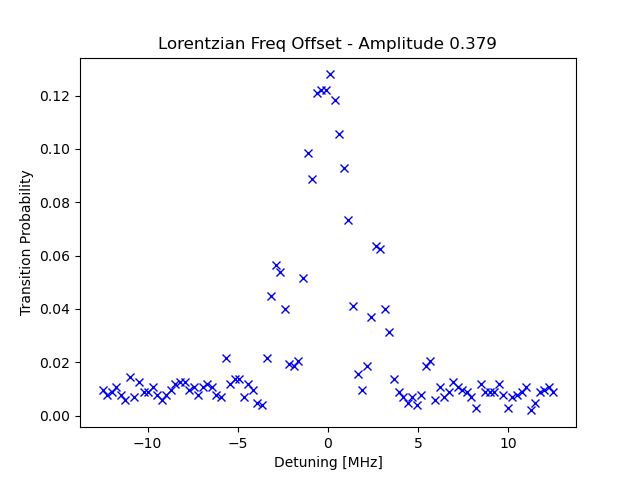 Lorentzian Freq Offset - Amplitude 0.379
Transition Probability
0.12
0.10
0.08
0.06
0.04
0.02
0.00
−10 −5 0 5 10
Detuning [MHz]